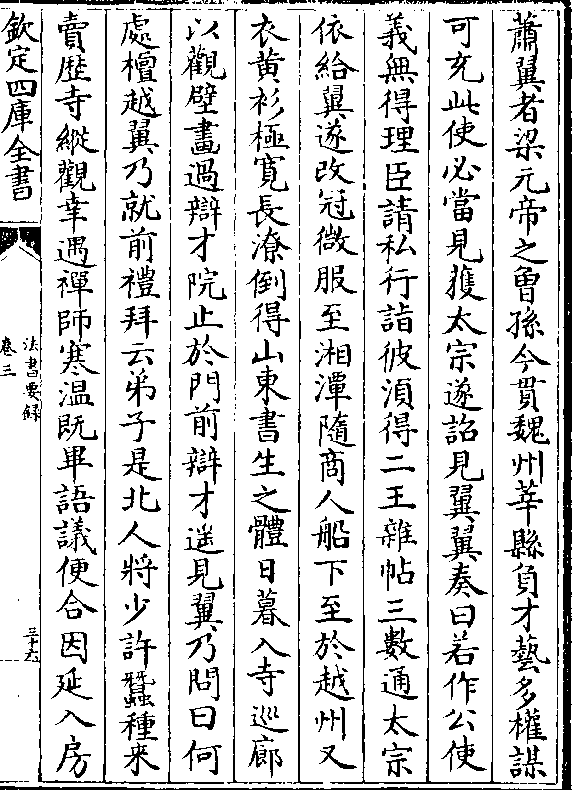 蕭翼者梁元帝之曾孫今貫魏州莘縣負才藝多權謀
可充此使必當見獲太宗遂詔見翼翼奏曰若作公使
義無得理臣請私行詣彼湏得二王雜帖三數通太宗
依給翼遂改冠微服至湘潭隨商人船下至於越州又
衣黄衫極寛長潦倒得山東書生之體日暮入寺巡廊
以觀壁畫過辯才院止於門前辯才遥見翼乃問曰何
處檀越翼乃就前禮拜云弟子是北人將少許蠶種來
賣歴寺縱觀幸遇禪師寒温既畢語議便合因延入房
欽定四庫全書
法書要録
卷三
三十六